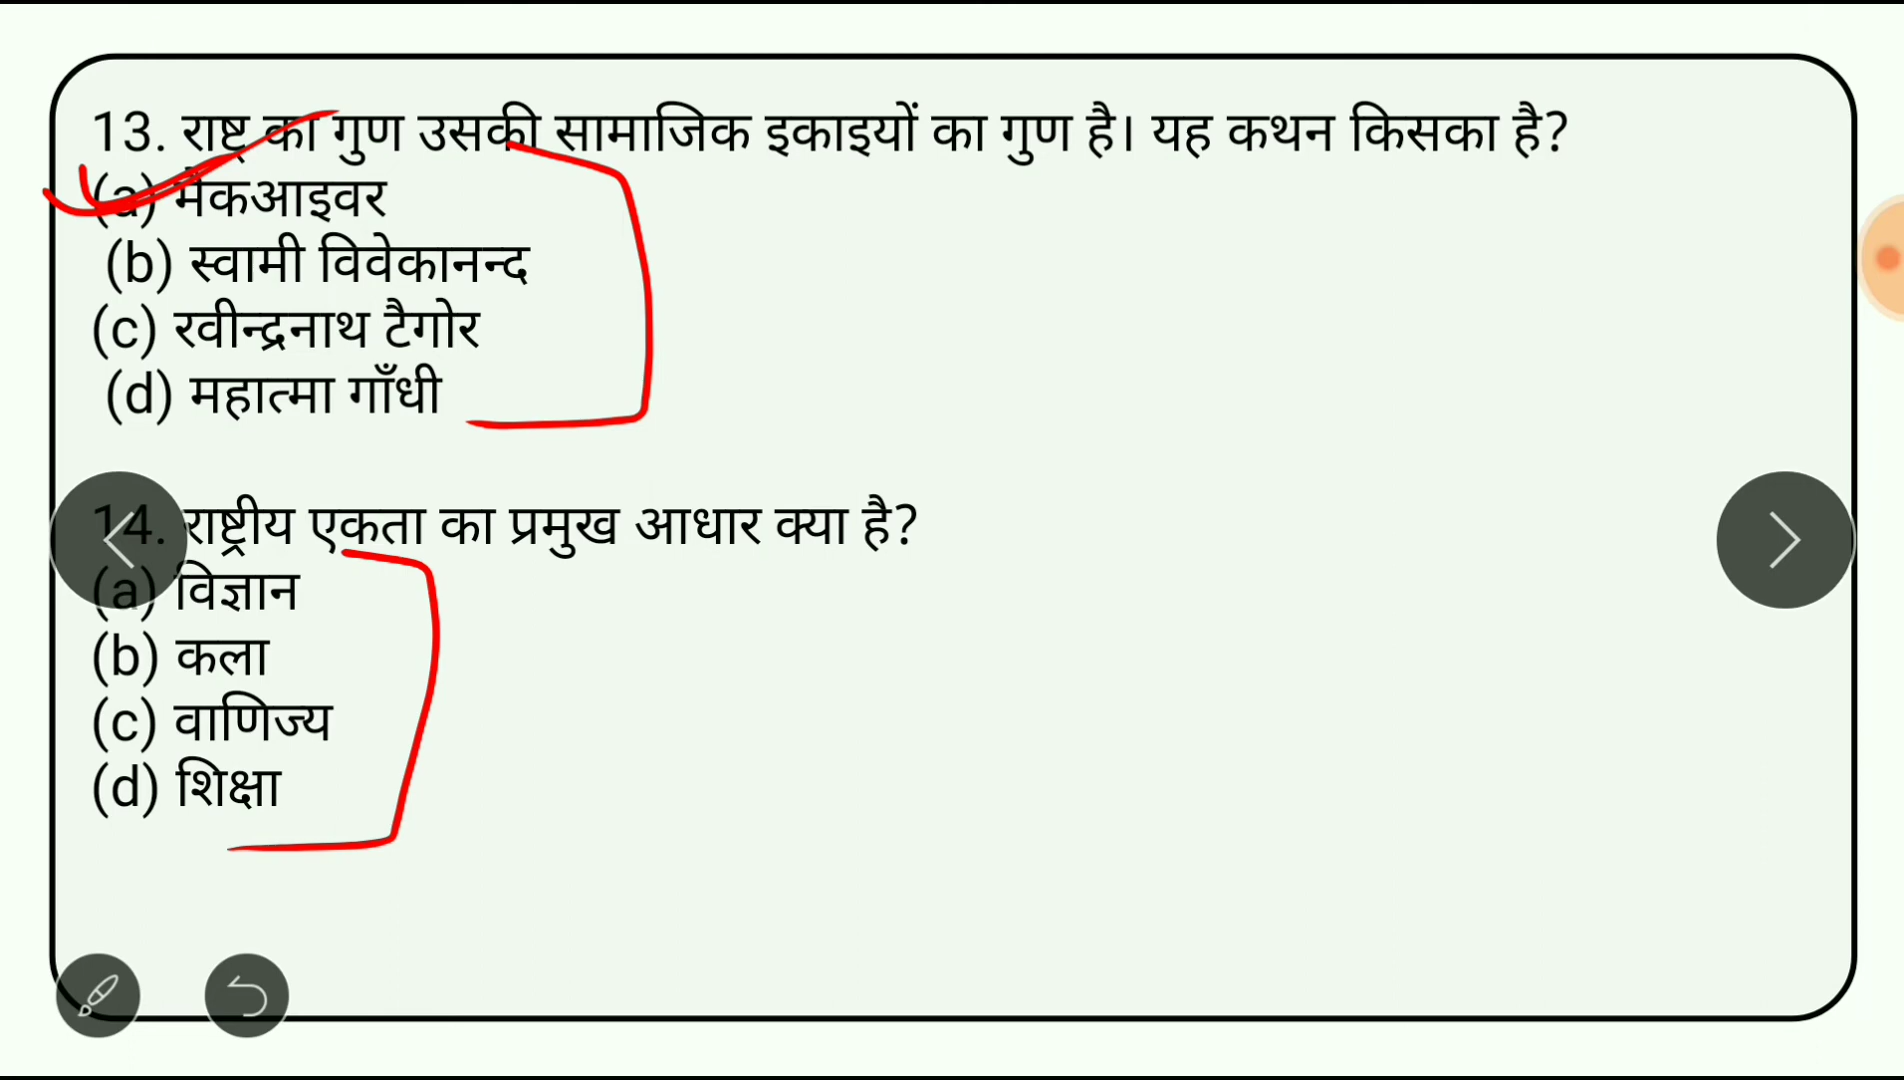 13. राष्ट्र का गुण उसकी सामाजिक इकाइयों का गुण है। यह कथन किसका है?
(a) मैकआइवर
(b) स्वामी विवेकानन्द
(c) रवीन्द्रनाथ टैगोर
(d) महात्मा गाँधी
14. राष्ट्रीय एकता का प्रमुख आधार क्या है?
(a) विज्ञान
(b) कला
(c) वाणिज्य
(d) शिक्षा